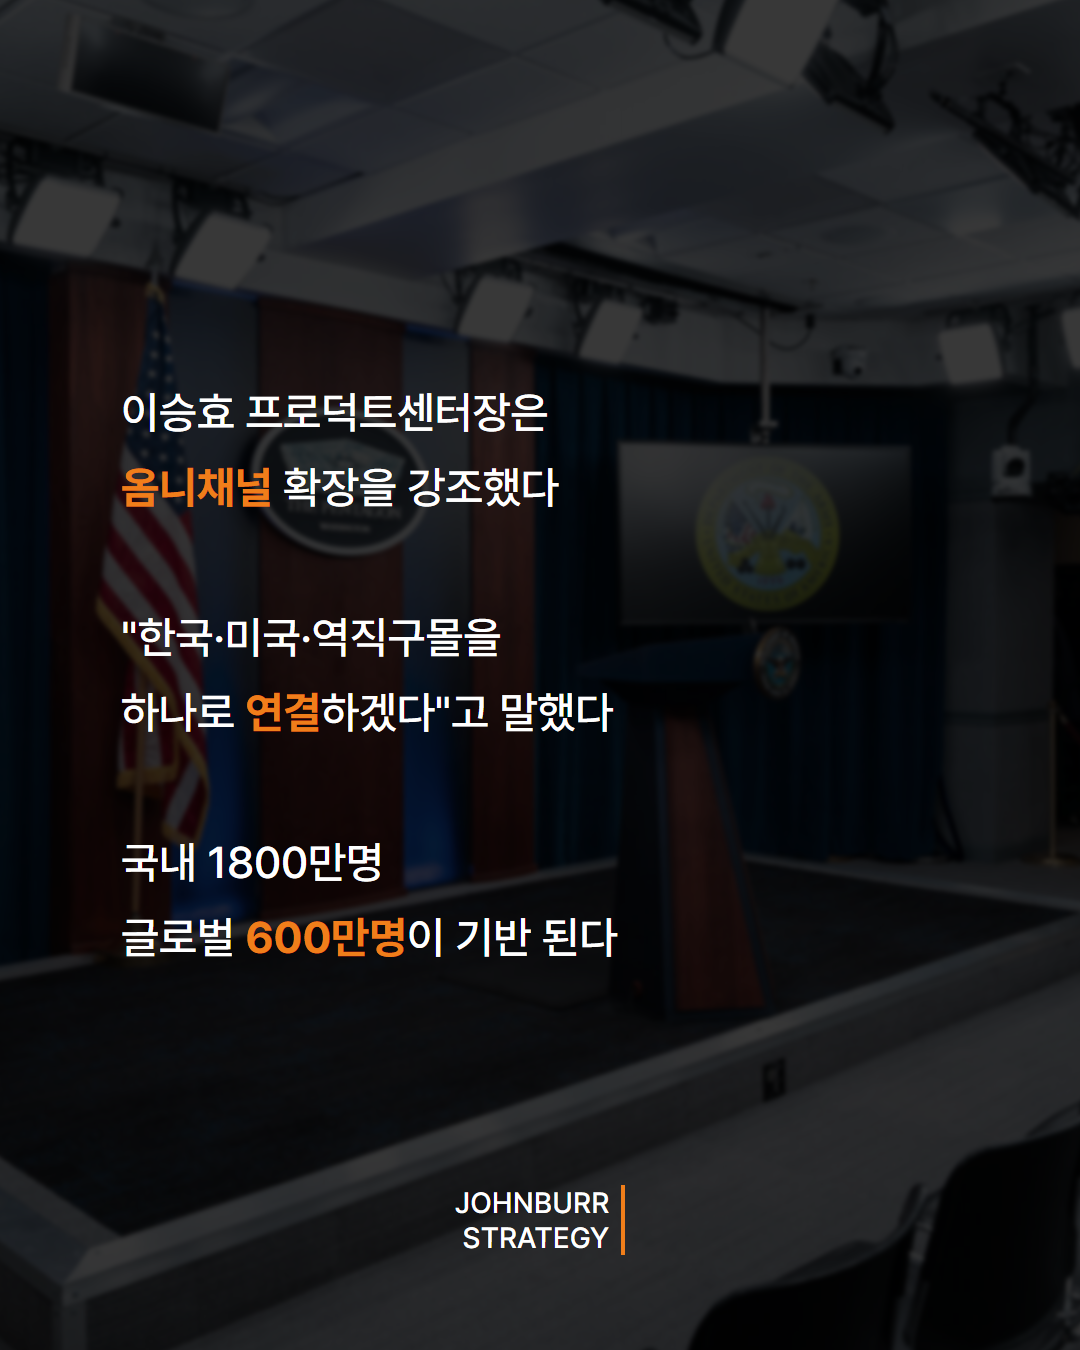 이승효 프로덕트센터장은
옴니채널 확장을 강조했다
"한국·미국·역직구몰을
하나로 연결하겠다"고 말했다
국내 1800만명
글로벌 600만명이 기반 된다
JOHNBURR
STRATEGY